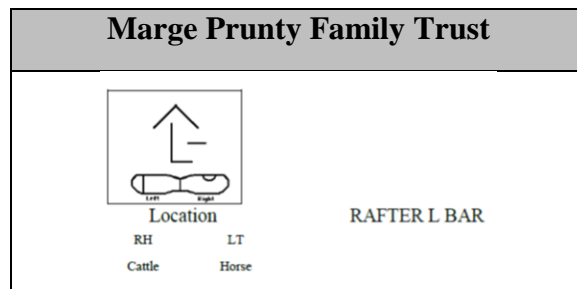 Marge Prunty Family Trust
Left Right
Location RAFTER L BAR
RH LT
Cattle Horse